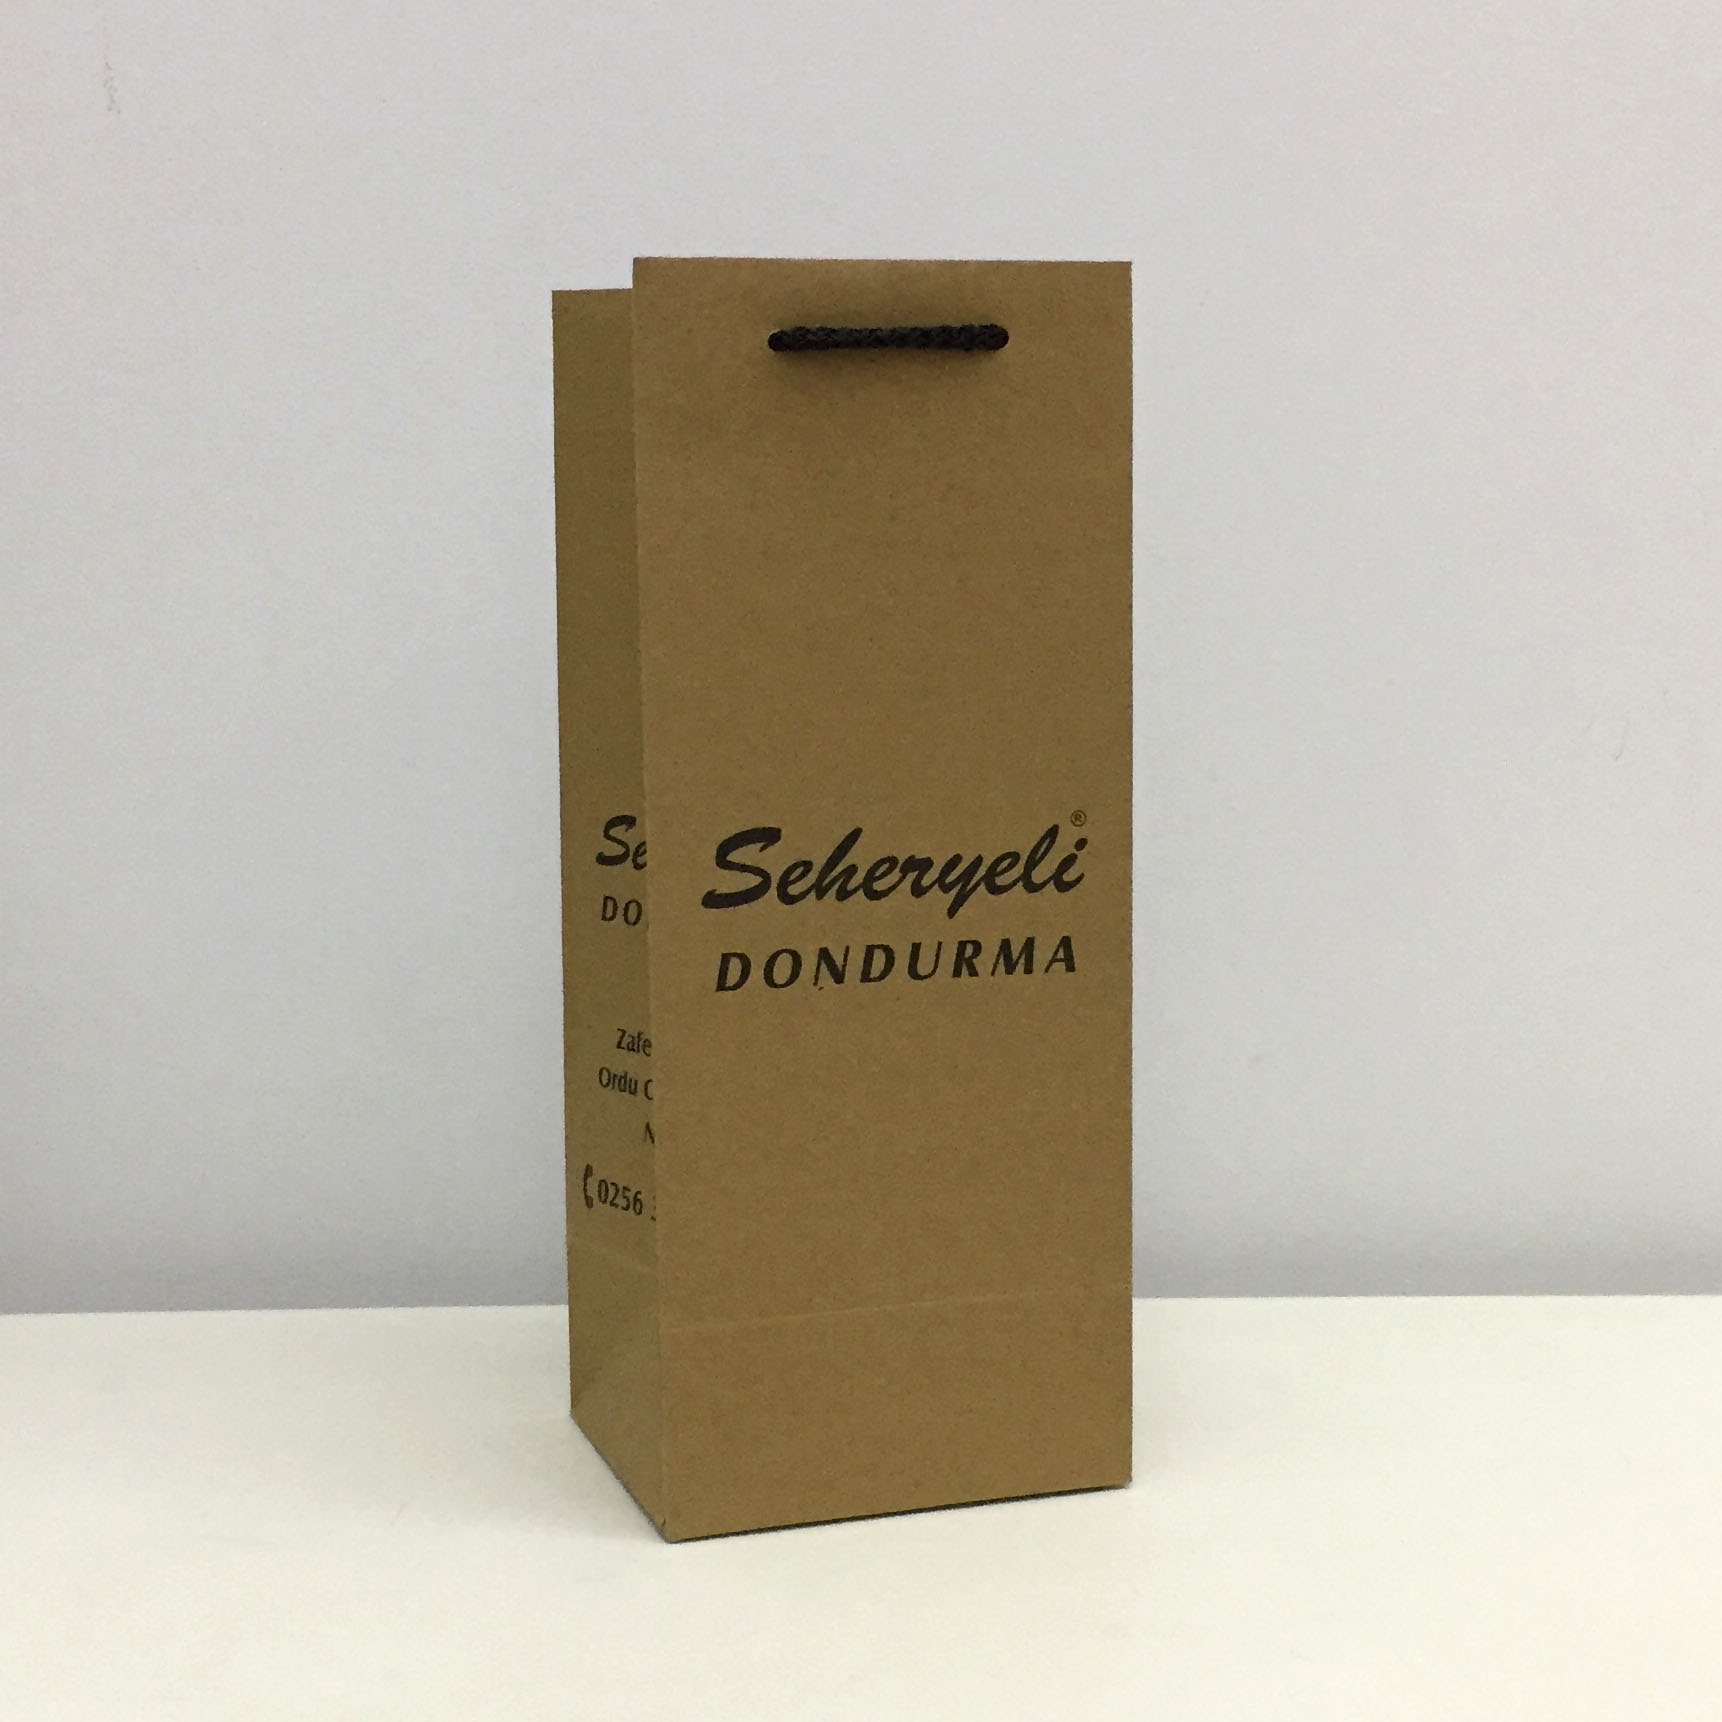 Seheryeli®
DONDURMA
Se
DO
Zafe
Ordu C
N
0256